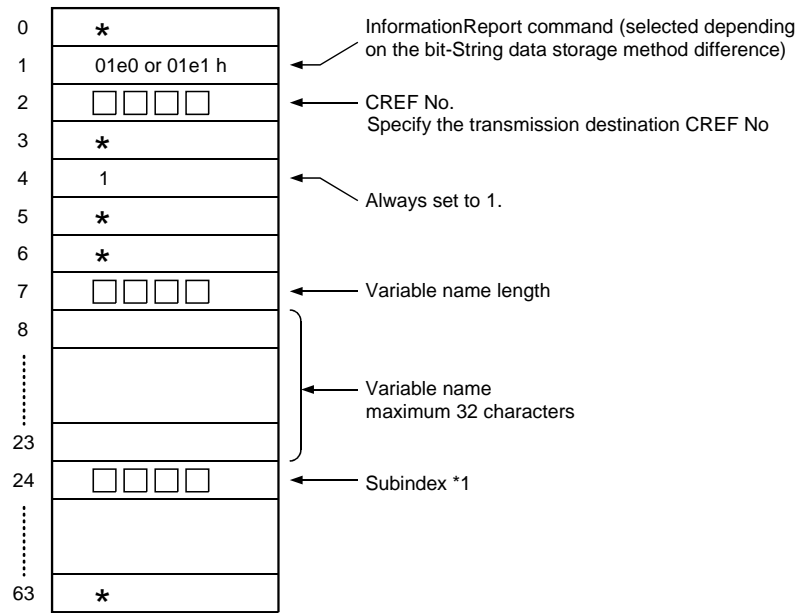 0 *
InformationReport command (selected depending
on the bit-String data storage method difference)
1 01e0 or 01e1 h
2 □□□□ CREF No.
Specify the transmission destination CREF No
3 *
4 1
Always set to 1.
5 *
6 *
7 □□□□ Variable name length
8
Variable name
maximum 32 characters
23
24 □□□□ Subindex *1
63 *